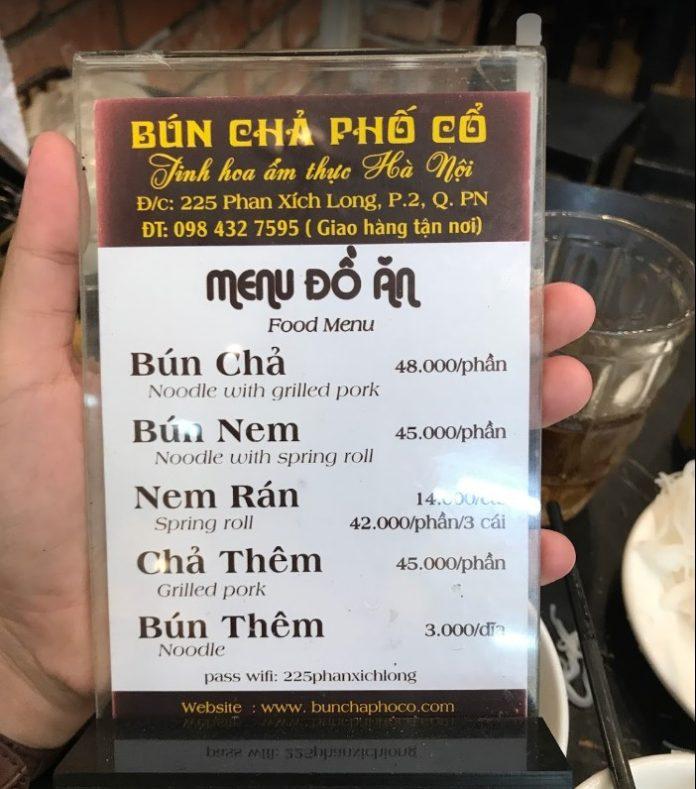 BÚN CHẢ PHỐ CỔ
Tinh hoa ẩm thực Hà Nội
Đ/c: 225 Phan Xích Long, P.2, Q. PN
ĐT: 098 432 7595 ( Giao hàng tận nơi)
MENU ĐỒ ĂN
Food Menu
Bún Chả 48.000/phần
Noodle with grilled pork
Bún Nem 45.000/phần
Noodle with spring roll
Nem Rán
Spring roll 42.000/phần/3 cái
Chả Thêm 45.000/phần
Grilled pork
Bún Thêm 3.000/dĩa
Noodle
pass wifi: 225phanxichlong
Website : www. bunchaphoco.com